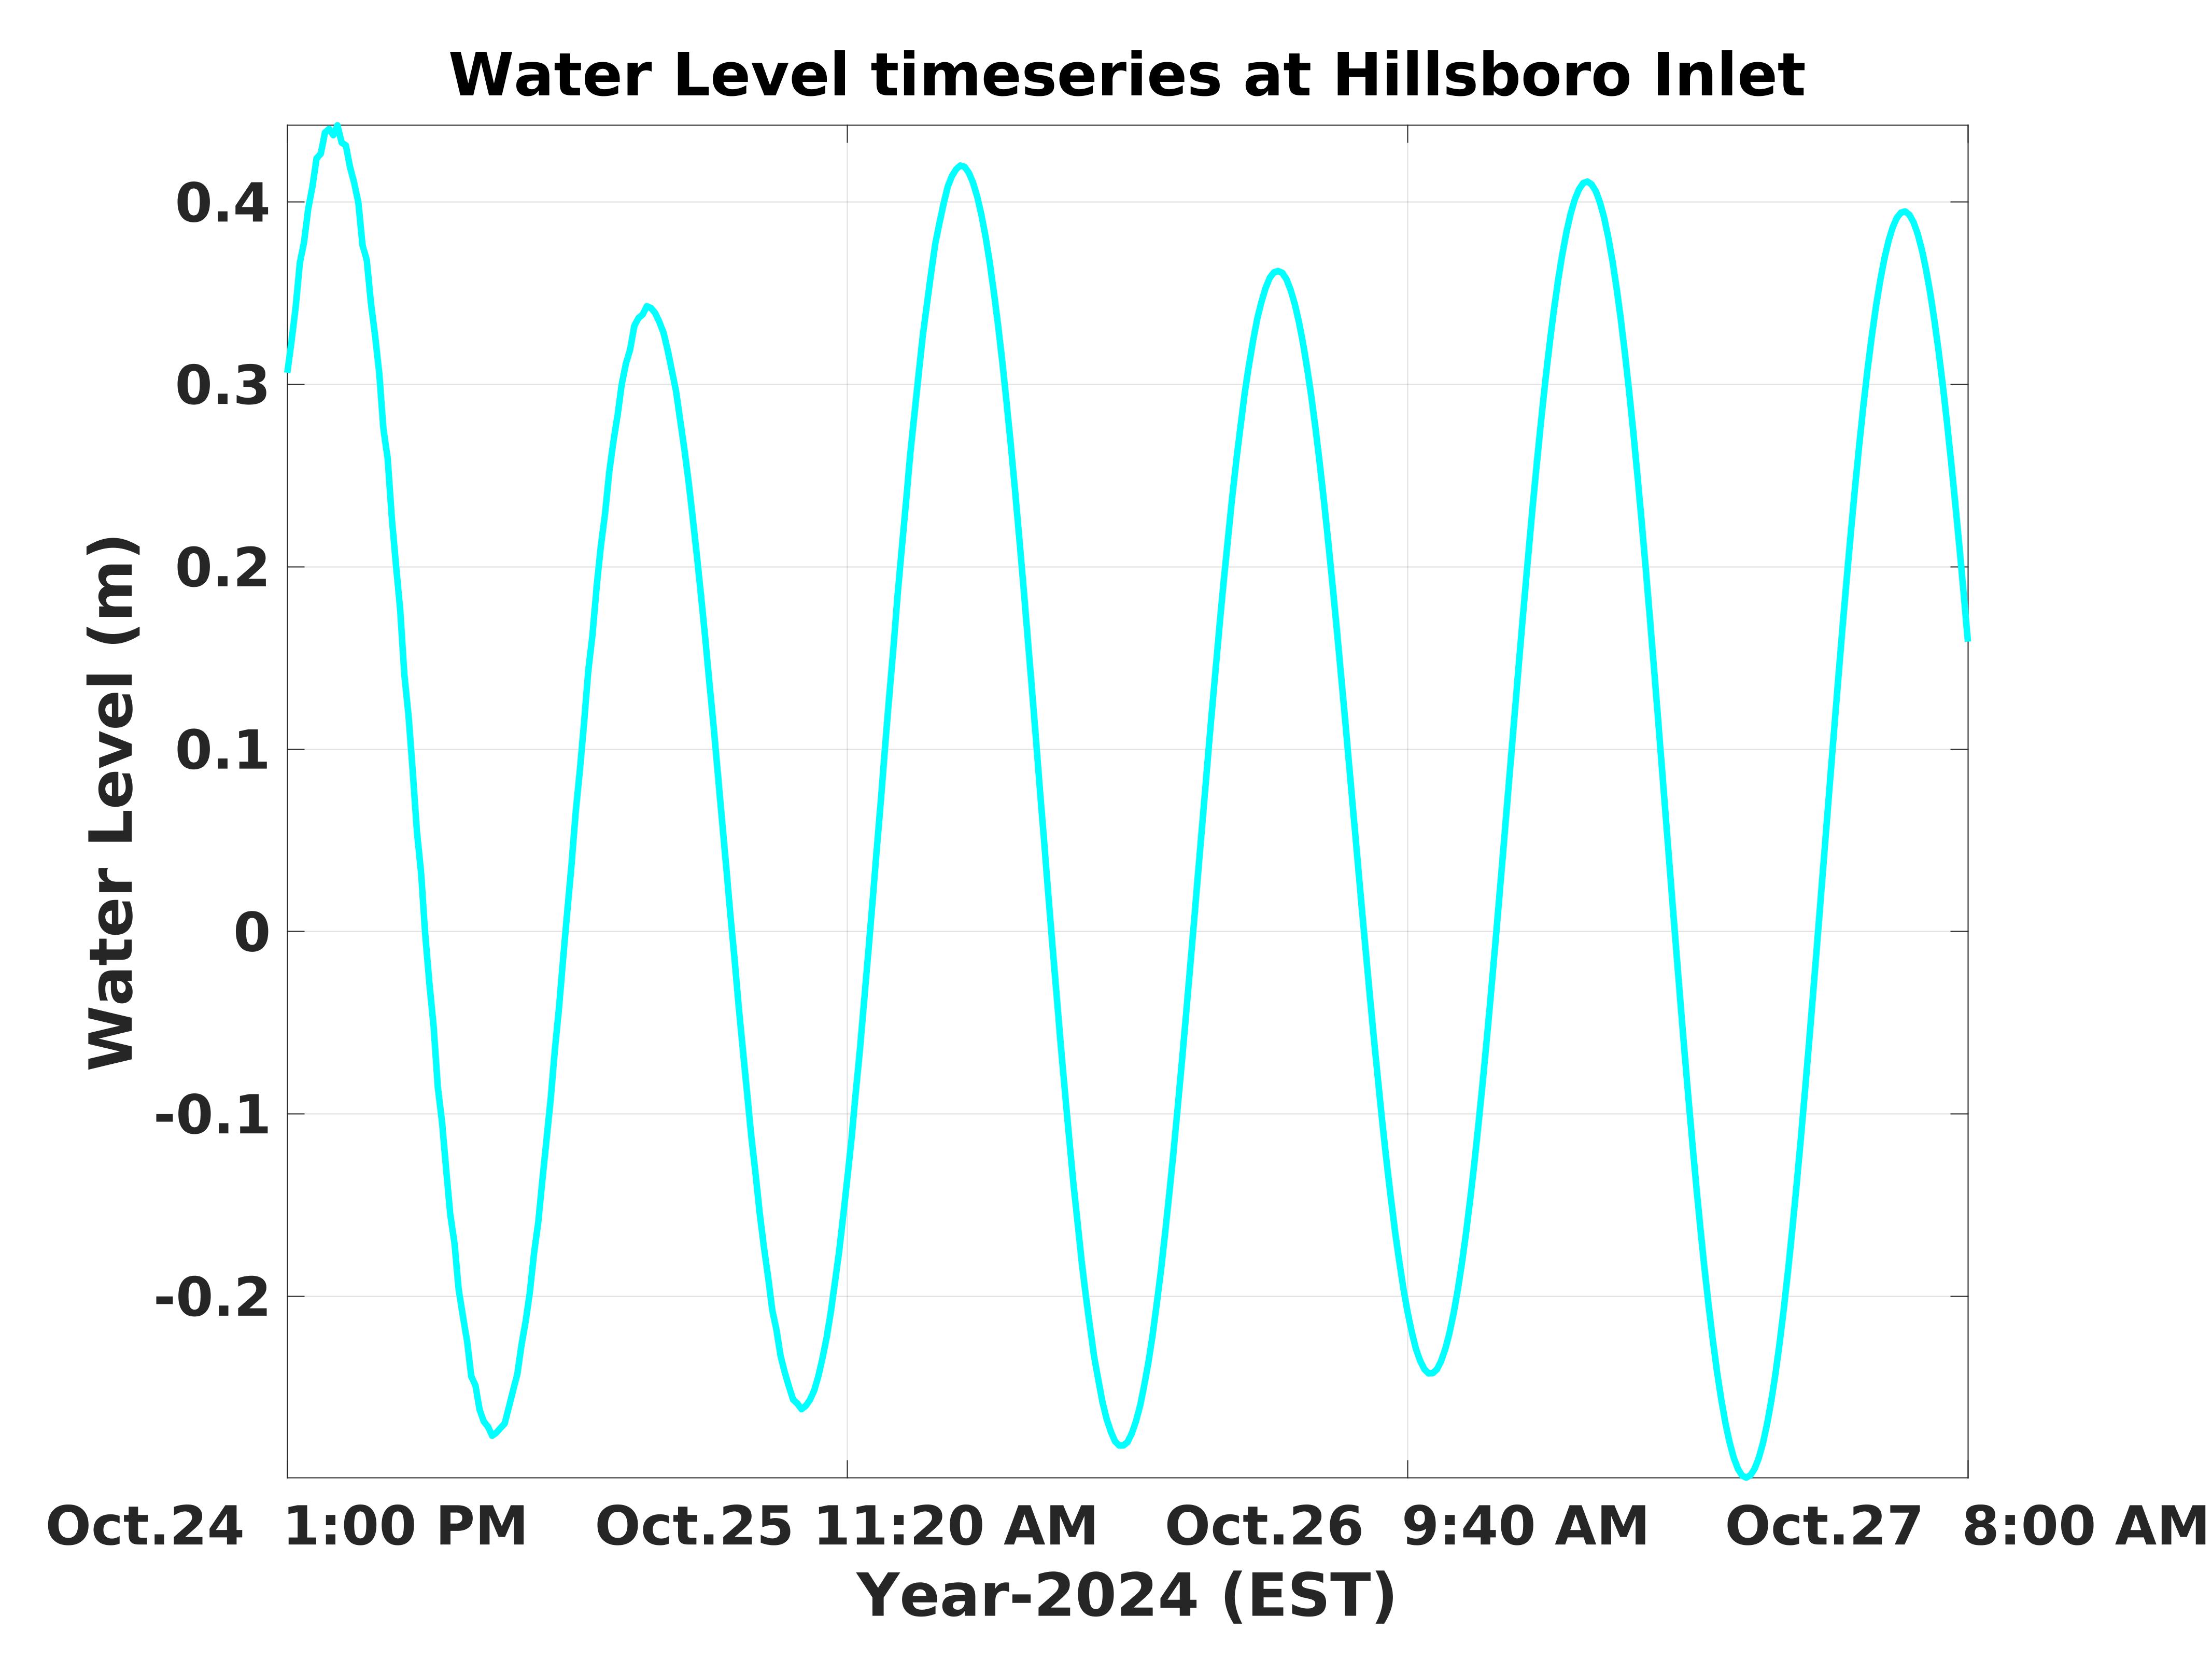 Water Level timeseries at Hillsboro Inlet
0.4
0.3
0.2
0.1
0
-0.1
-0.2
Water Level (m)
Oct.24 1:00 PM Oct.25 11:20 AM Oct.26 9:40 AM Oct.27 8:00 AM
Year-2024 (EST)